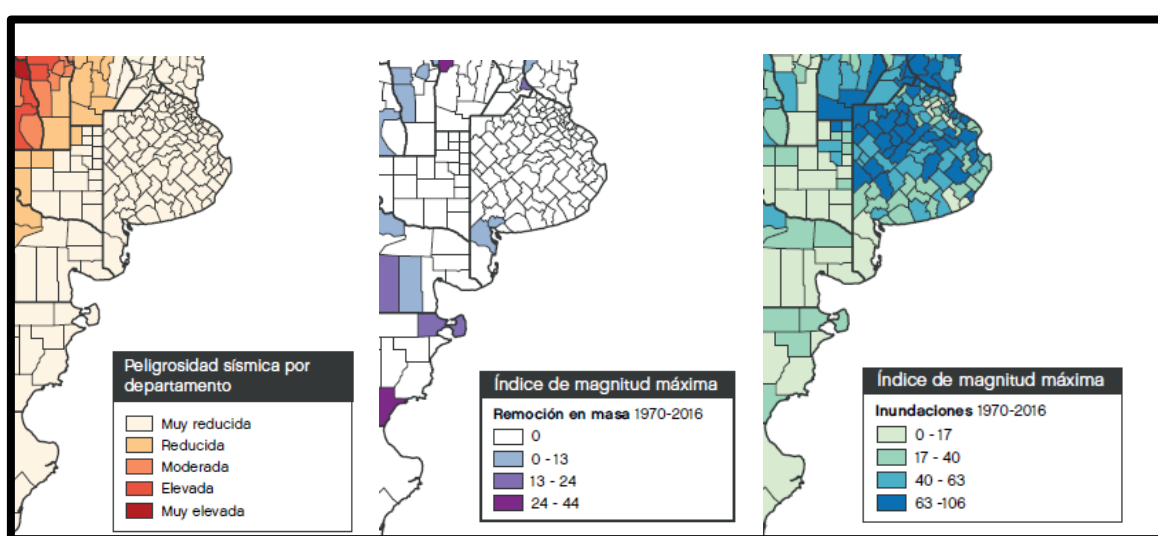 Peligrosidad sísmica por
departamento
Muy reducida
Reducida
Moderada
Elevada
Muy elevada
Índice de magnitud máxima
Remoción en masa 1970-2016
0
0 -13
13 - 24
24 - 44
Índice de magnitud máxima
Inundaciones 1970-2016
0 -17
17 - 40
40 - 63
63 -106